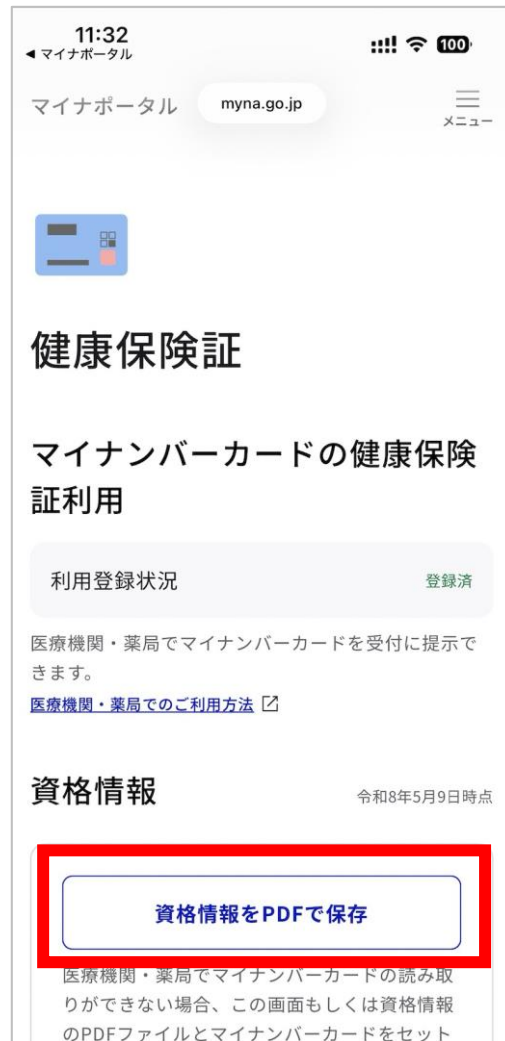 11:32
100
◀ マイナポータル
マイナポータル
myna.go.jp
メニュー
健康保険証
マイナンバーカードの健康保険
証利用
利用登録状況
登録済
医療機関・薬局でマイナンバーカードを受付に提示で
きます。
医療機関・薬局でのご利用方法
資格情報
令和8年5月9日時点
資格情報をPDFで保存
医療機関・薬局でマイナンバーカードの読み取
りができない場合、この画面もしくは資格情報
のPDFファイルとマイナンバーカードをセット